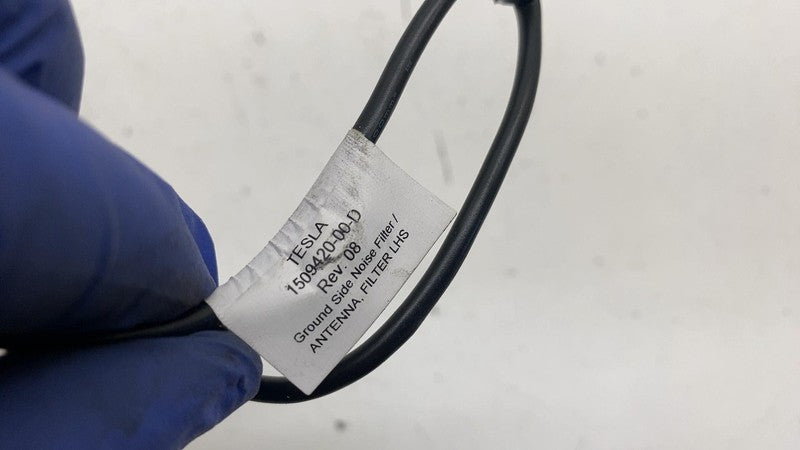 TESLA
1509420-00-D
Rev. 08
Ground Side Noise Filter /
ANTENNA, FILTER LHS